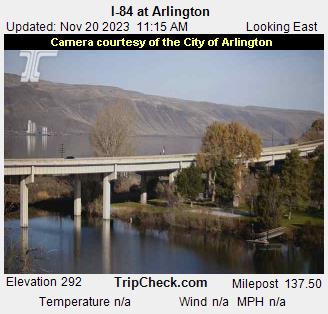 I-84 at Arlington
Updated: Nov 20 2023 11:15 AM Looking East
Camera courtesy of the City of Arlington
Elevation 292 TripCheck.com Milepost 137.50
Temperature n/a Wind n/a MPH n/a